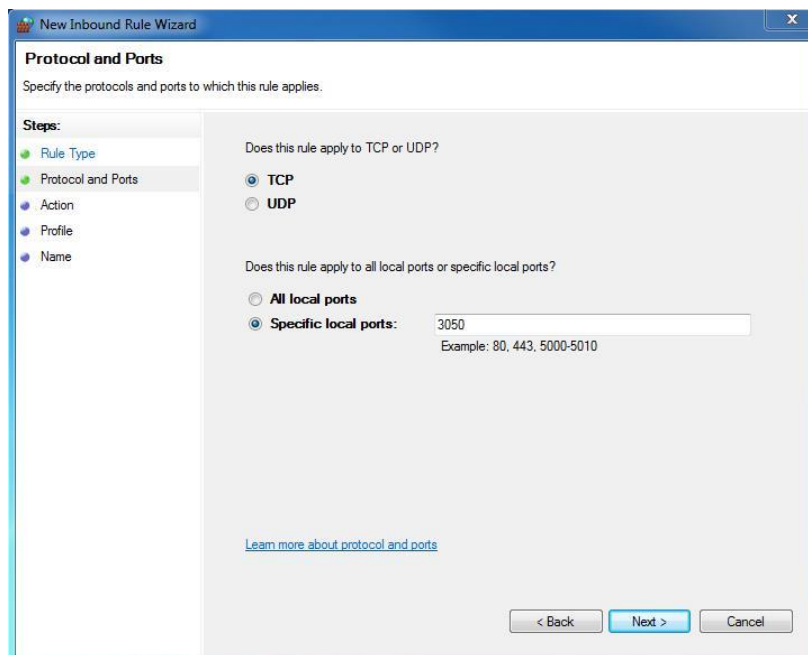 New Inbound Rule Wizard
X
Protocol and Ports
Specify the protocols and ports to which this rule applies.
Steps:
Rule Type
Protocol and Ports
Action
Profile
Name
Does this rule apply to TCP or UDP?
TCP
UDP
Does this rule apply to all local ports or specific local ports?
All local ports
Specific local ports: 3050
Example: 80, 443, 5000-5010
Learn more about protocol and ports
< Back Next > Cancel